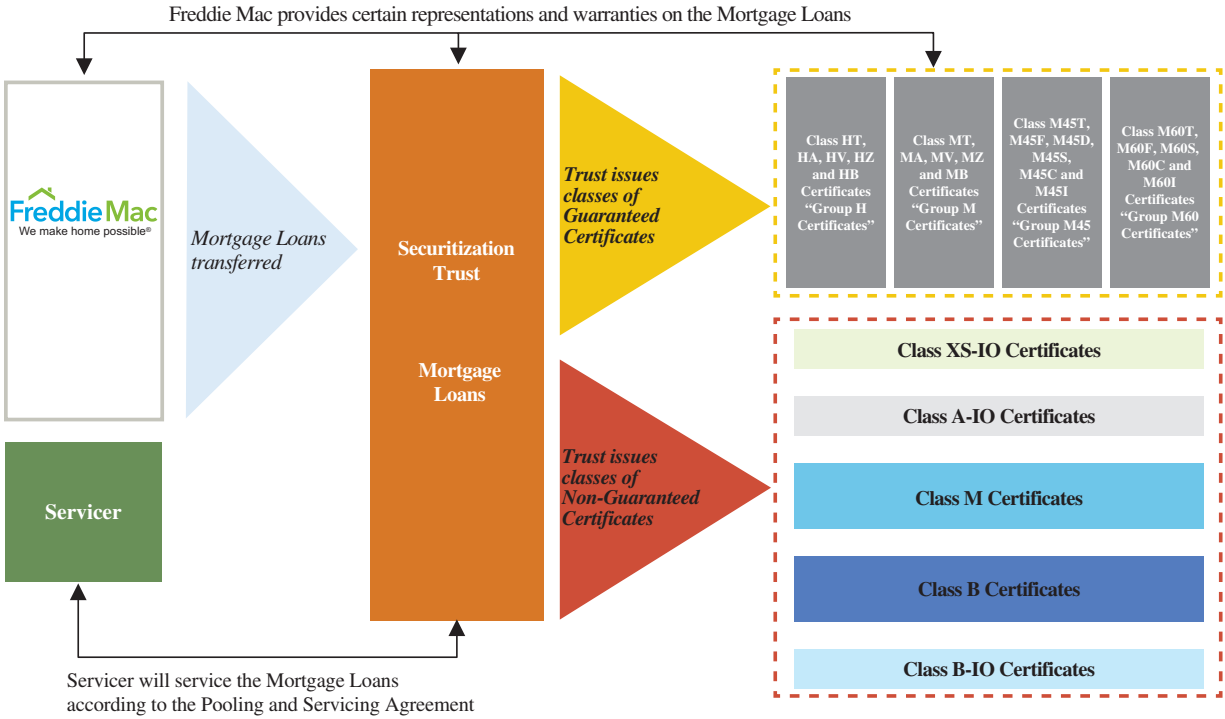 Freddie Mac provides certain representations and warranties on the Mortgage Loans
FreddieMac
We make home possible®
Mortgage Loans
transferred
Securitization
Trust
Mortgage
Loans
Trust issues
classes of
Guaranteed
Certificates
Class HT,
HA, HV, HZ
and HB
Certificates
“Group H
Certificates”
Class MT,
MA, MV, MZ
and MB
Certificates
“Group M
Certificates”
Class M45T,
M45F, M45D,
M45S,
M45C and
M45I
Certificates
“Group M45
Certificates”
Class M60T,
M60F, M60S,
M60C and
M60I
Certificates
“Group M60
Certificates”
Servicer
Trust issues
classes of
Non-Guaranteed
Certificates
Class XS-IO Certificates
Class A-IO Certificates
Class M Certificates
Class B Certificates
Class B-IO Certificates
Servicer will service the Mortgage Loans
according to the Pooling and Servicing Agreement